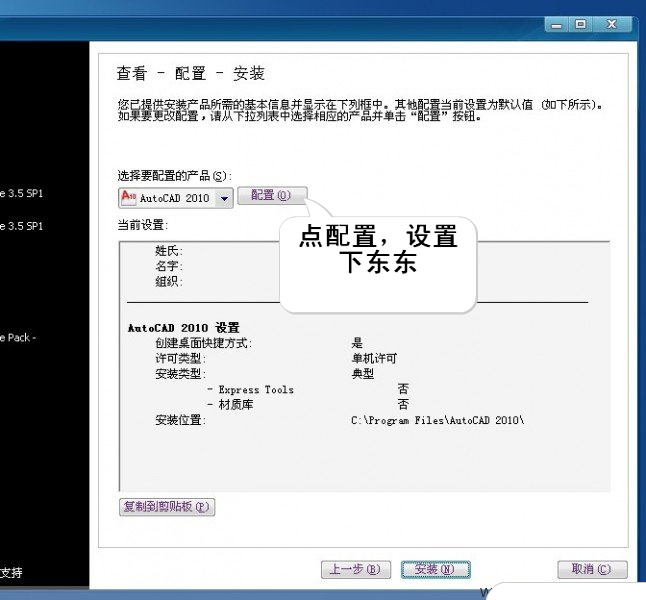 查看 - 配置 - 安装
您已提供安装产品所需的基本信息并显示在下列框中。其他配置当前设置为默认值 (如下所示)。
如果要更改配置，请从下拉列表中选择相应的产品并单击“配置”按钮。
e 3.5 SP1
选择要配置的产品(S):
AutoCAD 2010
配置(O)
e 3.5 SP1
当前设置:
点配置，设置
下东东
姓氏:
名字:
组织:
AutoCAD 2010 设置
创建桌面快捷方式: 是
e Pack -
许可类型: 单机许可
安装类型: 典型
- Express Tools 否
- 材质库 否
安装位置: C:\Program Files\AutoCAD 2010\
复制到剪贴板(P)
支持
上一步(B)
安装(N)
取消(C)